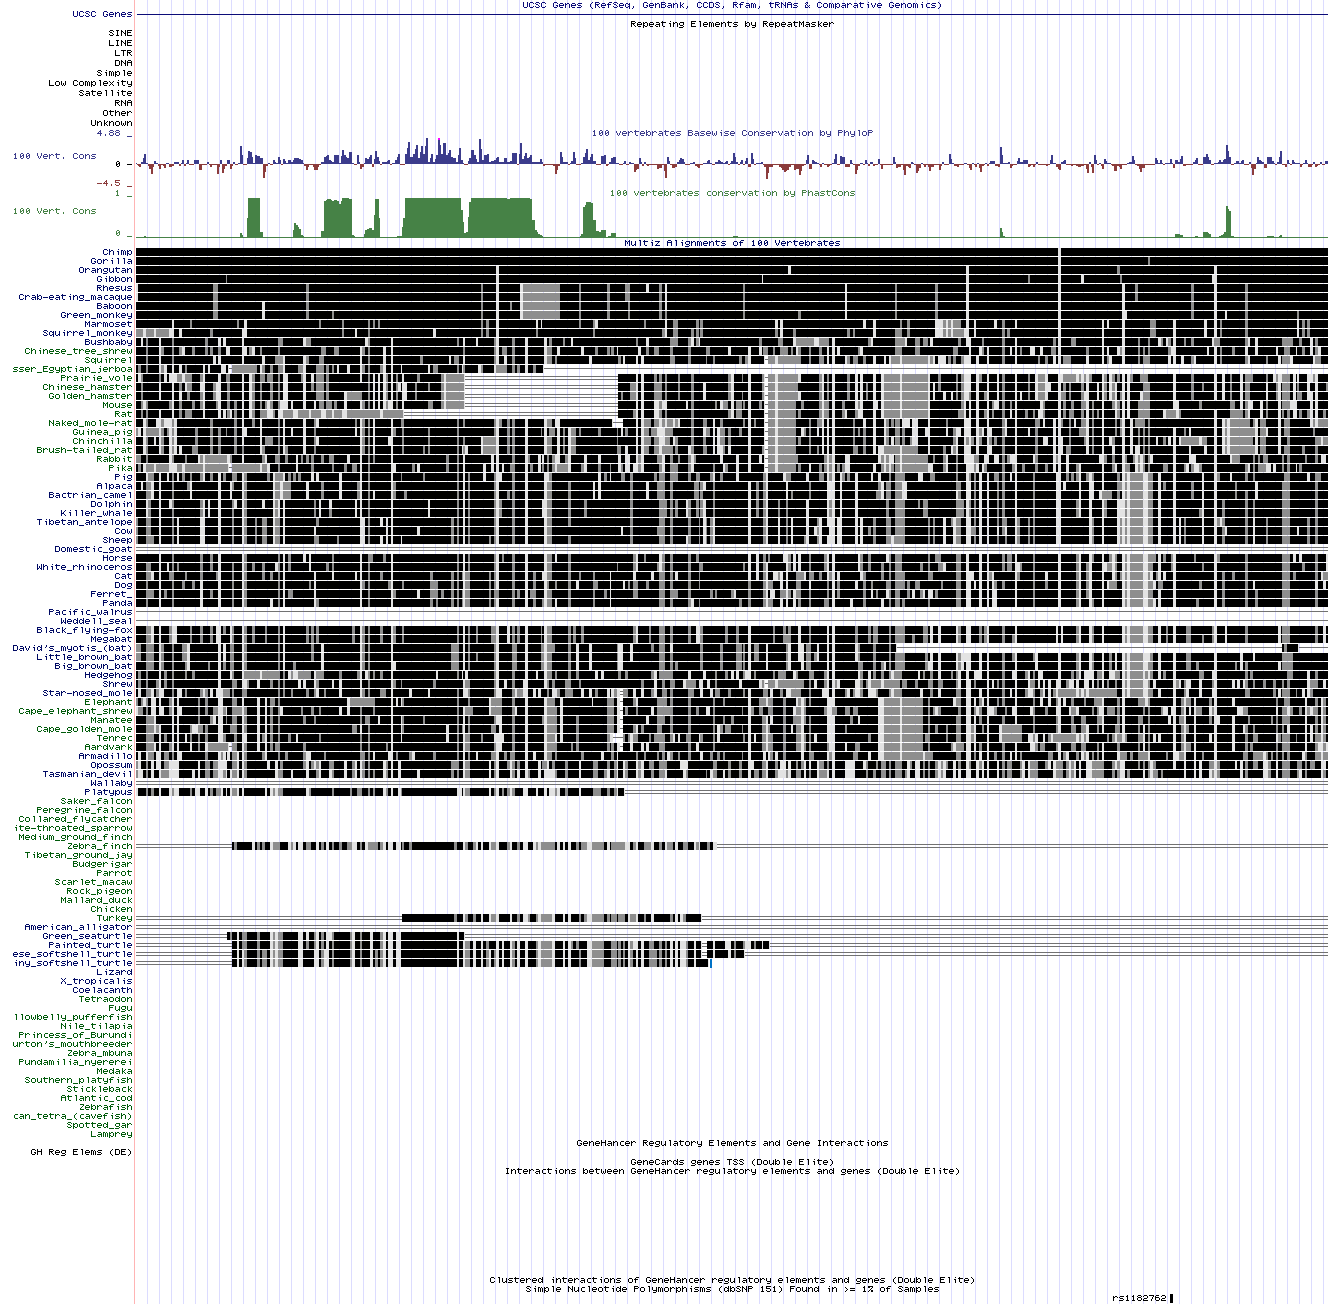 UCSC Genes (RefSeq, GenBank, CCDS, Rfam, tRNAs & Comparative Genomics)
UCSC Genes
Repeating Elements by RepeatMasker
SINE
LINE
LTR
DNA
Simple
Low Complexity
Satellite
RNA
Other
Unknown
4.88 _
100 vertebrates Basewise Conservation by PhyloP
100 Vert. Cons
0 -
-4.5 _
1 _
100 vertebrates conservation by PhastCons
100 Vert. Cons
0 _
Multiz Alignments of 100 Vertebrates
Chimp
Gorilla
Orangutan
Gibbon
Rhesus
Crab-eating_macaque
Baboon
Green_monkey
Marmoset
Squirrel_monkey
Bushbaby
Chinese_tree_shrew
Squirrel
sser_Egyptian_jerboa
Prairie_vole
Chinese_hamster
Golden_hamster
Mouse
Rat
Naked_mole-rat
Guinea_pig
Chinchilla
Brush-tailed_rat
Rabbit
Pika
Pig
Alpaca
Bactrian_camel
Dolphin
Killer_whale
Tibetan_antelope
Cow
Sheep
Domestic_goat
Horse
White_rhinoceros
Cat
Dog
Ferret_
Panda
Pacific_walrus
Weddell_seal
Black_flying-fox
Megabat
David's_myotis_(bat)
Little_brown_bat
Big_brown_bat
Hedgehog
Shrew
Star-nosed_mole
Elephant
Cape_elephant_shrew
Manatee
Cape_golden_mole
Tenrec
Aardvark
Armadillo
Opossum
Tasmanian_devil
Wallaby
Platypus
Saker_falcon
Peregrine_falcon
Collared_flycatcher
ite-throated_sparrow
Medium_ground_finch
Zebra_finch
Tibetan_ground_jay
Budgerigar
Parrot
Scarlet_macaw
Rock_pigeon
Mallard_duck
Chicken
Turkey
American_alligator
Green_seaturtle
Painted_turtle
ese_softshell_turtle
iny_softshell_turtle
Lizard
X_tropicalis
Coelacanth
Tetraodon
Fugu
llowbelly_pufferfish
Nile_tilapia
Princess_of_Burundi
urton's_mouthbreeder
Zebra_mbuna
Pundamilia_nyererei
Medaka
Southern_platyfish
Stickleback
Atlantic_cod
Zebrafish
can_tetra_(cavefish)
Spotted_gar
Lamprey
GeneHancer Regulatory Elements and Gene Interactions
GH Reg Elems (DE)
GeneCards genes TSS (Double Elite)
Interactions between GeneHancer regulatory elements and genes (Double Elite)
Clustered interactions of GeneHancer regulatory elements and genes (Double Elite)
Simple Nucleotide Polymorphisms (dbSNP 151) Found in >= 1% of Samples
rs1182762